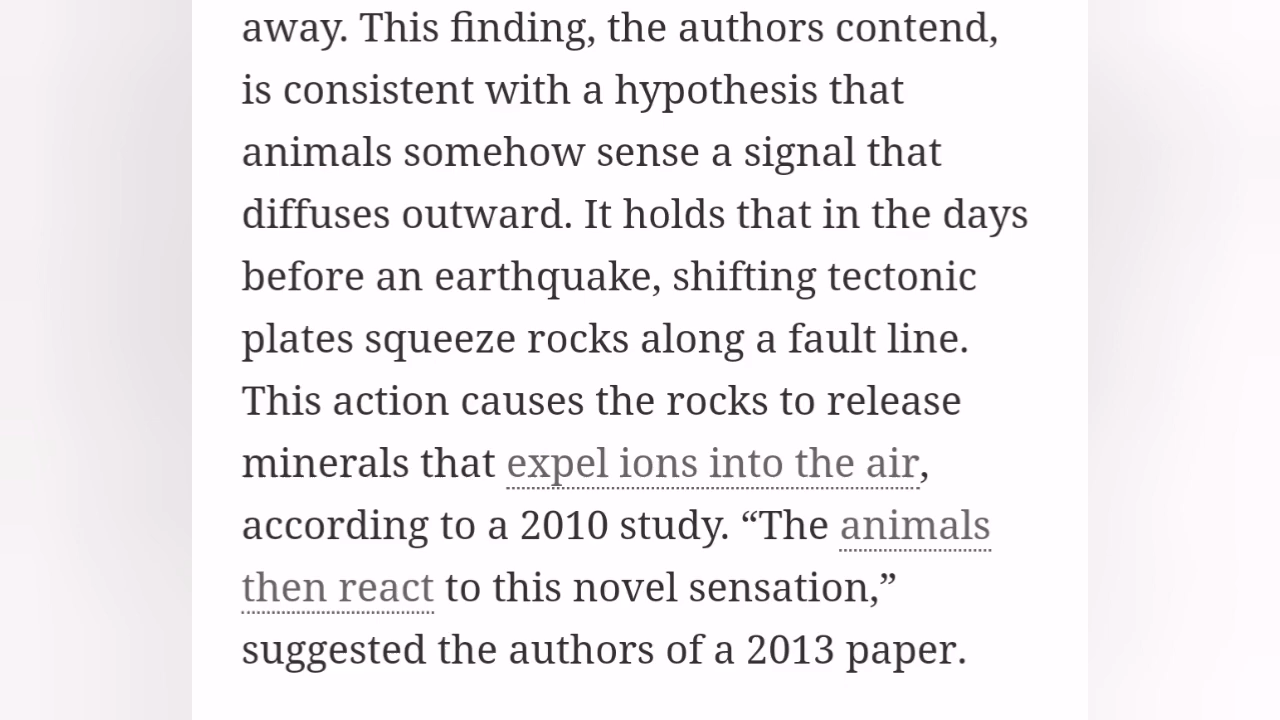 away. This finding, the authors contend,
is consistent with a hypothesis that
animals somehow sense a signal that
diffuses outward. It holds that in the days
before an earthquake, shifting tectonic
plates squeeze rocks along a fault line.
This action causes the rocks to release
minerals that expel ions into the air,
according to a 2010 study. “The animals
then react to this novel sensation,”
suggested the authors of a 2013 paper.